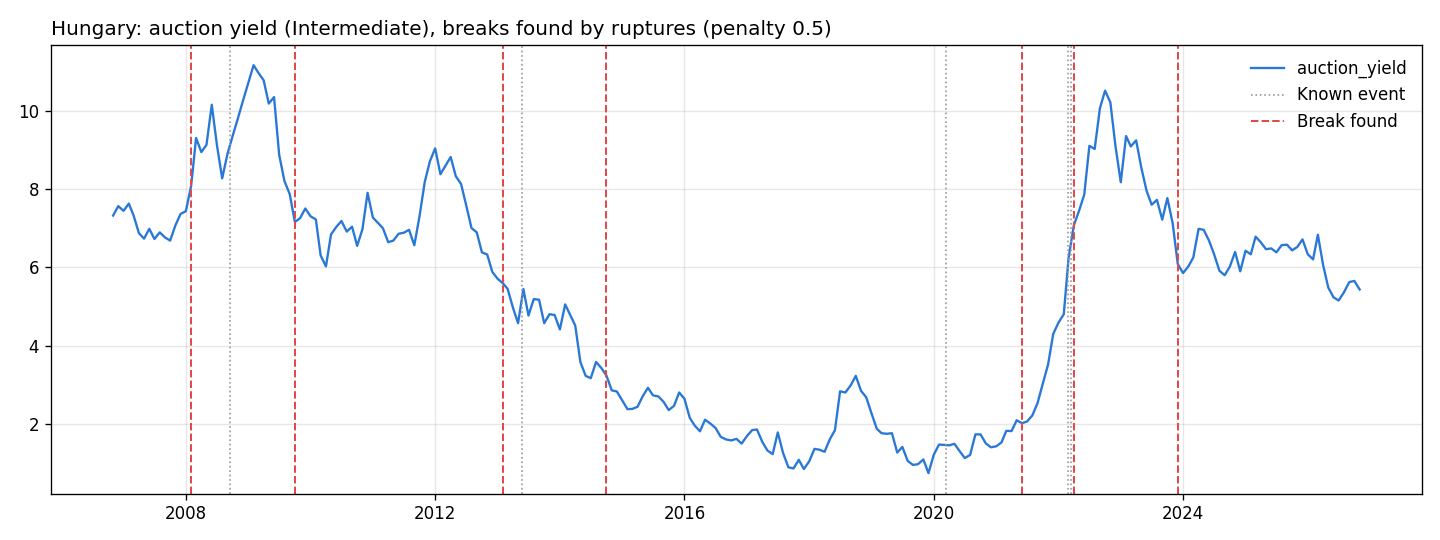 Hungary: auction yield (Intermediate), breaks found by ruptures (penalty 0.5)
auction_yield
Known event
Break found
10
8
6
4
2
2008 2012 2016 2020 2024